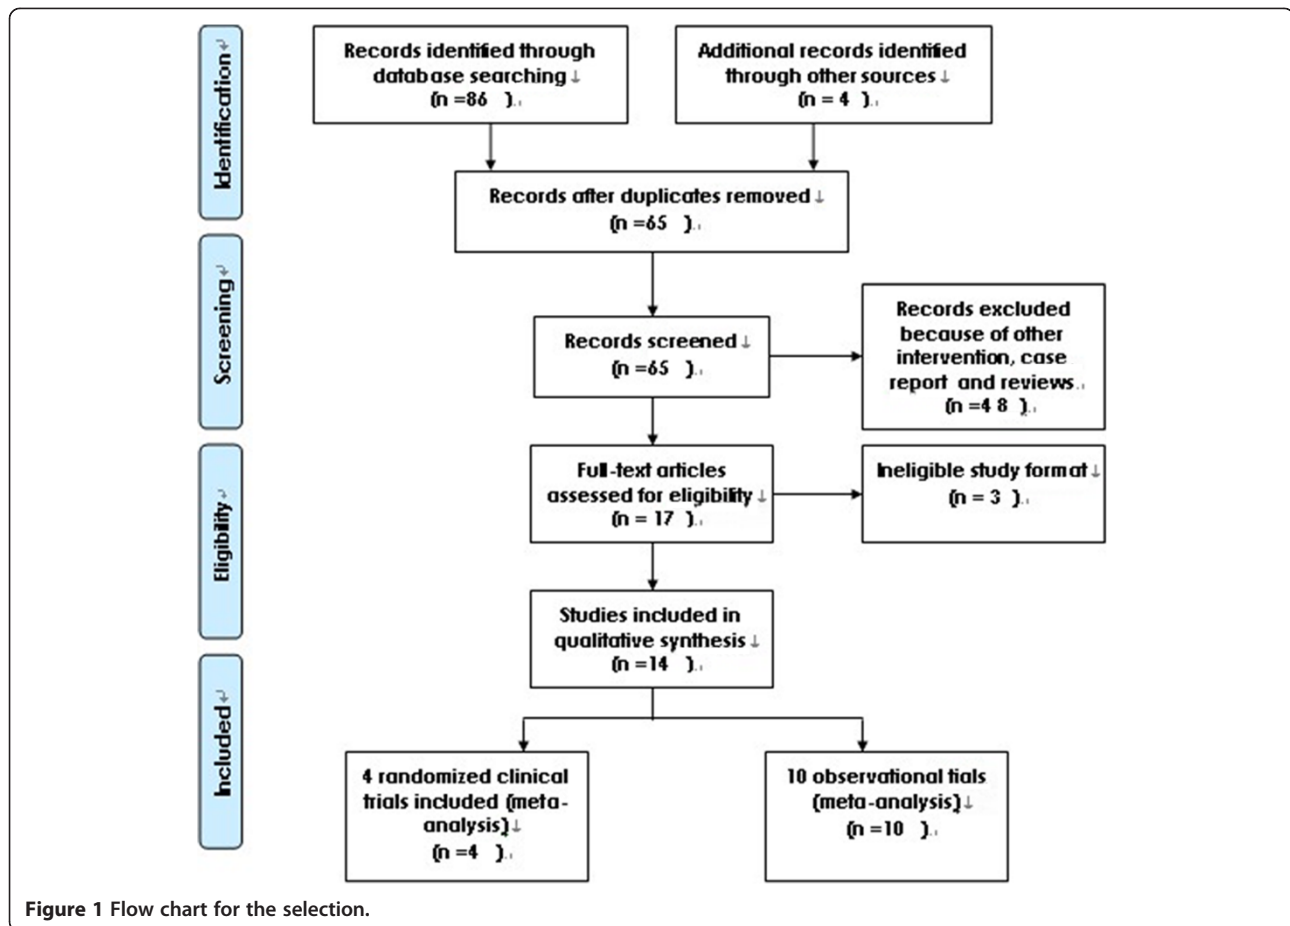 Identification↲
Records identified through
database searching↓
(n =86 ).
Additional records identified
through other sources↓
(n = 4 ).
Records after duplicates removed↓
(n =65 ).
Screening↲
Records screened↓
(n =65 ).
Records excluded
because of other
intervention, case
report and reviews.
(n =4 8 ).
Eligibility↲
Full-text articles
assessed for eligibility↓
(n = 17 ).
Ineligible study format↓
(n = 3 ).
Studies included in
qualitative synthesis↓
(n =14 ).
Included↲
4 randomized clinical
trials included (meta-
analysis)↓
(n =4 ).
10 observational tials
(meta-analysis)↓
(n =10 ).
Figure 1 Flow chart for the selection.